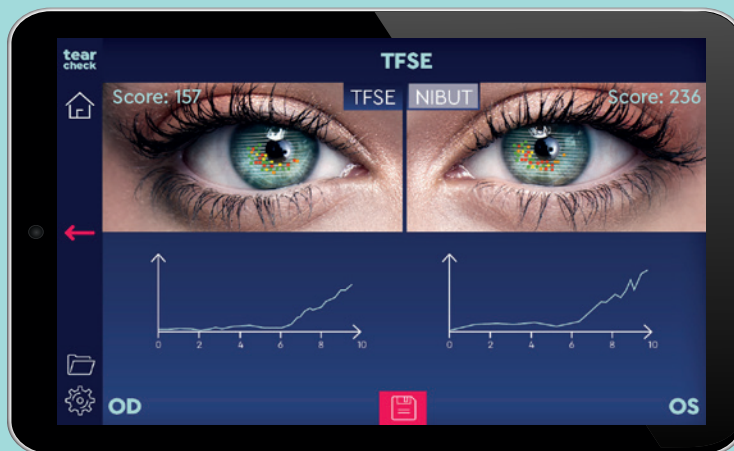 tear
check
TFSE
Score: 157
TFSE
NIBUT
Score: 236
0 2 4 6 8 10
0 2 4 6 8 10
OD
OS